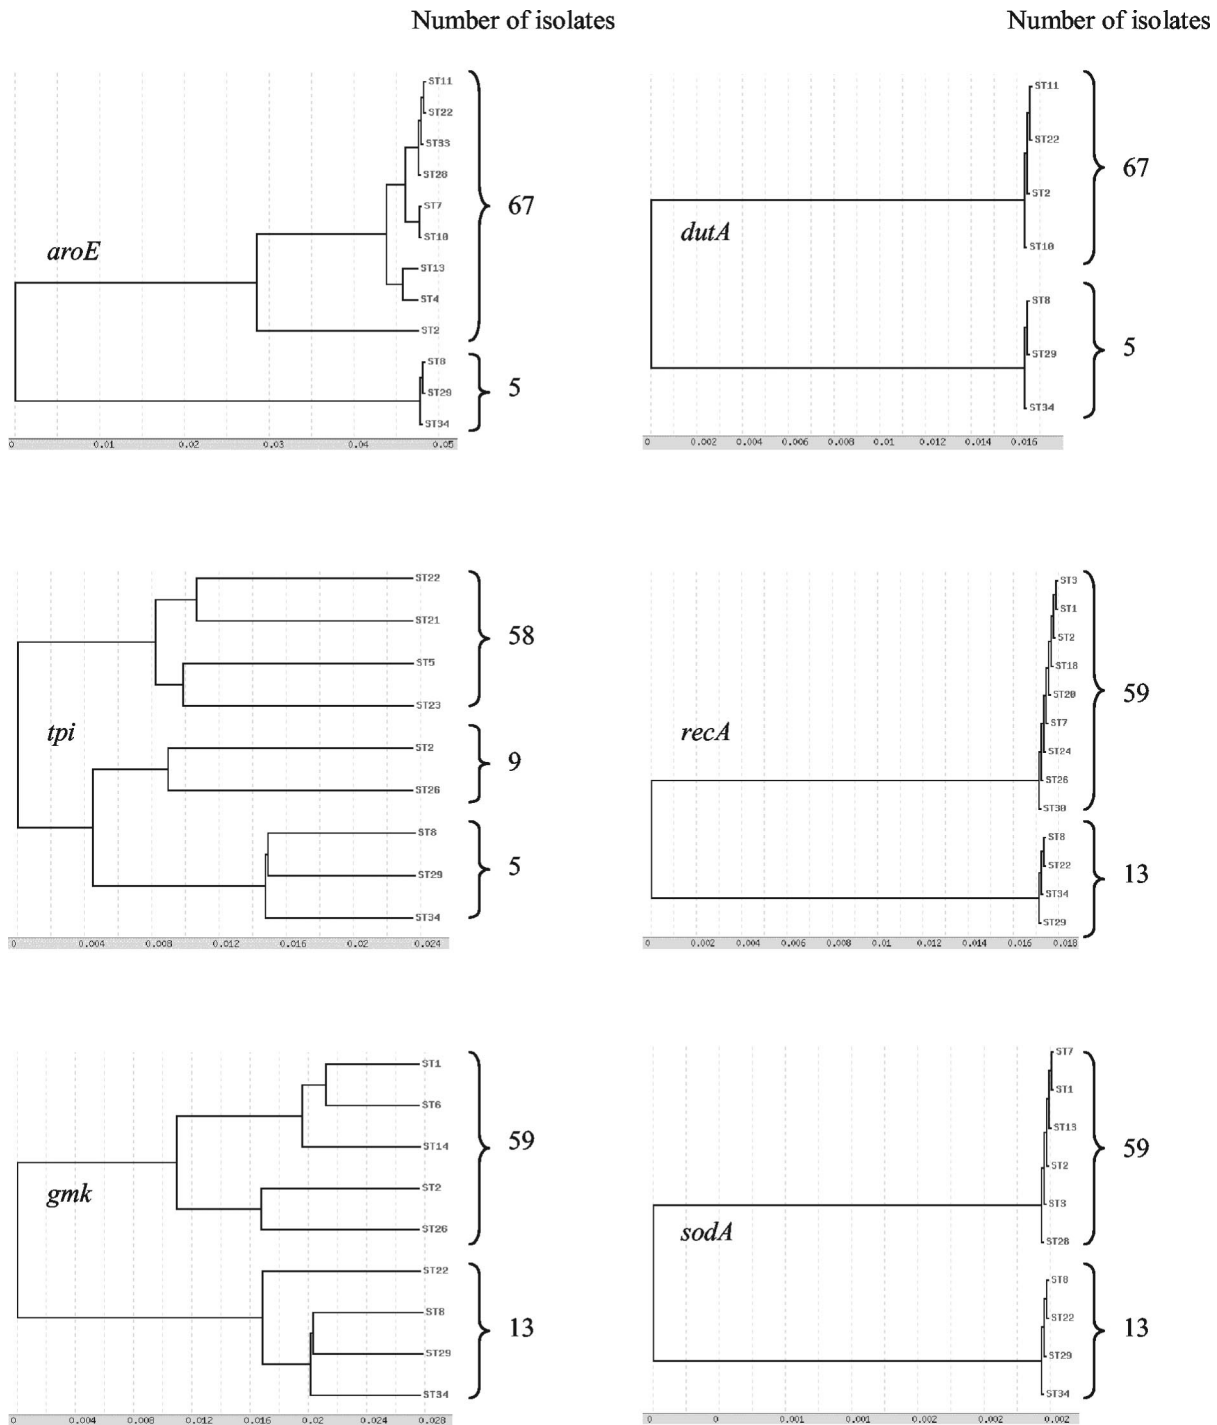 Number of isolates
Number of isolates
ST11
ST22
ST33
ST28
ST7
ST18
ST13
ST4
ST2
ST8
ST29
ST34
67
5
aroE
0 0.01 0.02 0.03 0.04 0.05
ST11
ST22
ST2
ST18
ST8
ST29
ST34
67
5
dutA
0 0.002 0.004 0.006 0.008 0.01 0.012 0.014 0.016
ST22
ST21
ST5
ST23
ST2
ST26
ST8
ST29
ST34
58
9
5
tpi
0 0.004 0.008 0.012 0.016 0.02 0.024
ST3
ST1
ST2
ST18
ST20
ST7
ST24
ST26
ST30
ST8
ST22
ST34
ST29
59
13
recA
0 0.002 0.004 0.006 0.008 0.01 0.012 0.014 0.016 0.018
ST1
ST6
ST14
ST2
ST26
ST22
ST8
ST29
ST34
59
13
gmk
0 0.004 0.008 0.012 0.016 0.02 0.024 0.028
ST7
ST1
ST13
ST2
ST3
ST28
ST8
ST22
ST29
ST34
59
13
sodA
0 0 0.001 0.001 0.002 0.002 0.002